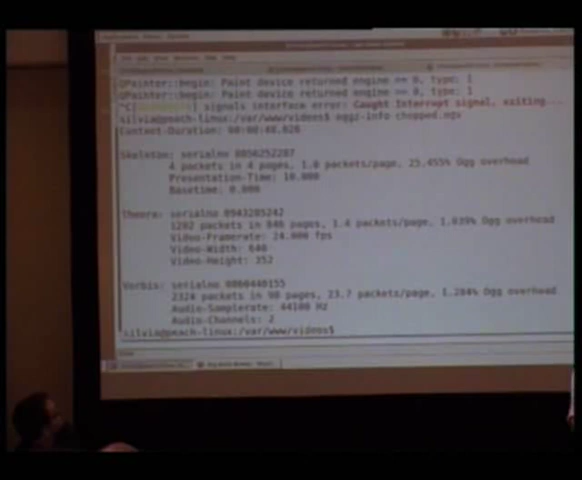 QPainter::begin: Paint device returned engine == 0, type: 1
QPainter::begin: Paint device returned engine == 0, type: 1
signals interface error: Caught Interrupt signal, exiting...
silvia@peach-linux:/var/www/videos$ oggz-info chopped.ogv
Content-Duration: 00:00:48.020
Skeleton: serialno 0856252287
4 packets in 4 pages, 1.0 packets/page, 25.455% Ogg overhead
Presentation-Time: 10.000
Basetime: 0.000
Theora: serialno 0943285242
1202 packets in 846 pages, 1.4 packets/page, 1.039% Ogg overhead
Video-Framerate: 24.000 fps
Video-Width: 640
Video-Height: 352
Vorbis: serialno 0860440155
2324 packets in 98 pages, 23.7 packets/page, 1.284% Ogg overhead
Audio-Samplerate: 44100 Hz
Audio-Channels: 2
silvia@peach-linux:/var/www/videos$